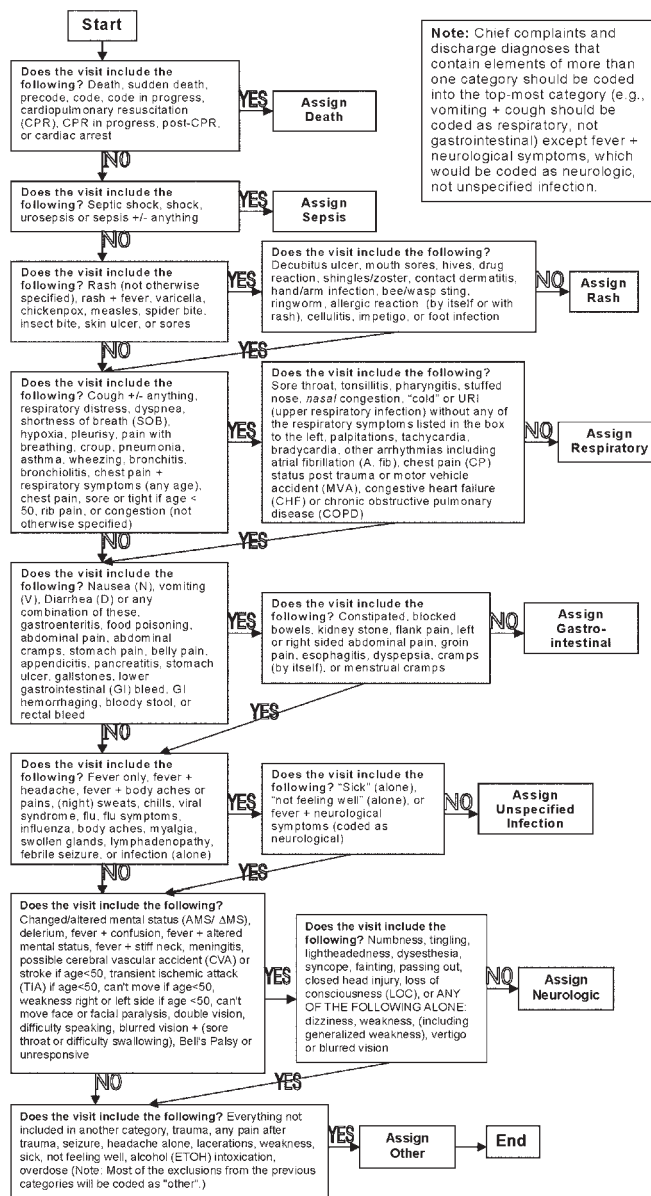 Start
Note: Chief complaints and
discharge diagnoses that
contain elements of more than
one category should be coded
into the top-most category (e.g.,
vomiting + cough should be
coded as respiratory, not
gastrointestinal) except fever +
neurological symptoms, which
would be coded as neurologic,
not unspecified infection.
Does the visit include the
following? Death, sudden death,
precode, code, code in progress,
cardiopulmonary resuscitation
(CPR), CPR in progress, post-CPR,
or cardiac arrest
YES
Assign
Death
NO
Does the visit include the
following? Septic shock, shock,
urosepsis or sepsis +/- anything
YES
Assign
Sepsis
NO
Does the visit include the
following? Rash (not otherwise
specified), rash + fever, varicella,
chickenpox, measles, spider bite,
insect bite, skin ulcer, or sores
YES
Does the visit include the following?
Decubitus ulcer, mouth sores, hives, drug
reaction, shingles/zoster, contact dermatitis,
hand/arm infection, bee/wasp sting,
ringworm, allergic reaction (by itself or with
rash), cellulitis, impetigo, or foot infection
NO
Assign
Rash
NO
YES
Does the visit include the
following? Cough +/- anything,
respiratory distress, dyspnea,
shortness of breath (SOB),
hypoxia, pleurisy, pain with
breathing, croup, pneumonia,
asthma, wheezing, bronchitis,
bronchiolitis, chest pain +
respiratory symptoms (any age),
chest pain, sore or tight if age <
50, rib pain, or congestion (not
otherwise specified)
YES
Does the visit include the following?
Sore throat, tonsillitis, pharyngitis, stuffed
nose, nasal congestion, "cold" or URI
(upper respiratory infection) without any of
the respiratory symptoms listed in the box
to the left, palpitations, tachycardia,
bradycardia, other arrhythmias including
atrial fibrillation (A. fib), chest pain (CP)
status post trauma or motor vehicle
accident (MVA), congestive heart failure
(CHF) or chronic obstructive pulmonary
disease (COPD)
NO
Assign
Respiratory
NO
YES
Does the visit include the
following? Nausea (N), vomiting
(V), Diarrhea (D) or any
combination of these,
gastroenteritis, food poisoning,
abdominal pain, abdominal
cramps, stomach pain, belly pain,
appendicitis, pancreatitis, stomach
ulcer, gallstones, lower
gastrointestinal (GI) bleed, GI
hemorrhaging, bloody stool, or
rectal bleed
YES
Does the visit include the
following? Constipated, blocked
bowels, kidney stone, flank pain, left
or right sided abdominal pain, groin
pain, esophagitis, dyspepsia, cramps
(by itself), or menstrual cramps
NO
Assign
Gastro-
intestinal
NO
YES
Does the visit include the
following? Fever only, fever +
headache, fever + body aches or
pains, (night) sweats, chills, viral
syndrome, flu, flu symptoms,
influenza, body aches, myalgia,
swollen glands, lymphadenopathy,
febrile seizure, or infection (alone)
YES
Does the visit include the
following? "Sick" (alone),
"not feeling well" (alone), or
fever + neurological
symptoms (coded as
neurological)
NO
Assign
Unspecified
Infection
NO
YES
Does the visit include the following?
Changed/altered mental status (AMS/ ΔMS),
delerium, fever + confusion, fever + altered
mental status, fever + stiff neck, meningitis,
possible cerebral vascular accident (CVA) or
stroke if age<50, transient ischemic attack
(TIA) if age<50, can't move if age<50,
weakness right or left side if age <50, can't
move face or facial paralysis, double vision,
difficulty speaking, blurred vision + (sore
throat or difficulty swallowing), Bell's Palsy or
unresponsive
YES
Does the visit include the
following? Numbness, tingling,
lightheadedness, dysesthesia,
syncope, fainting, passing out,
closed head injury, loss of
consciousness (LOC), or ANY OF
THE FOLLOWING ALONE:
dizziness, weakness, (including
generalized weakness), vertigo
or blurred vision
NO
Assign
Neurologic
NO
YES
Does the visit include the following? Everything not
included in another category, trauma, any pain after
trauma, seizure, headache alone, lacerations, weakness,
sick, not feeling well, alcohol (ETOH) intoxication,
overdose (Note: Most of the exclusions from the previous
categories will be coded as "other".)
YES
Assign
Other
End